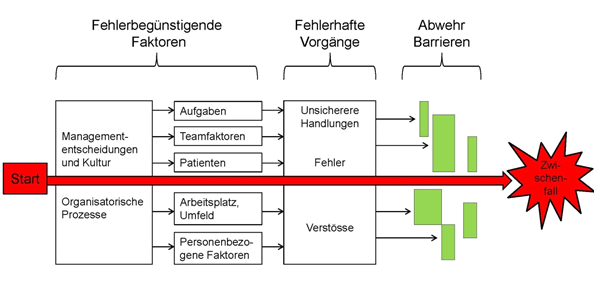 Fehlerbegünstigende
Faktoren
Fehlerhafte
Vorgänge
Abwehr
Barrieren
Management-
entscheidungen
und Kultur
Aufgaben
Teamfaktoren
Patienten
Unsicherere
Handlungen
Fehler
Start
Zwi-
schen-
fall
Organisatorische
Prozesse
Arbeitsplatz,
Umfeld
Personenbezo-
gene Faktoren
Verstösse